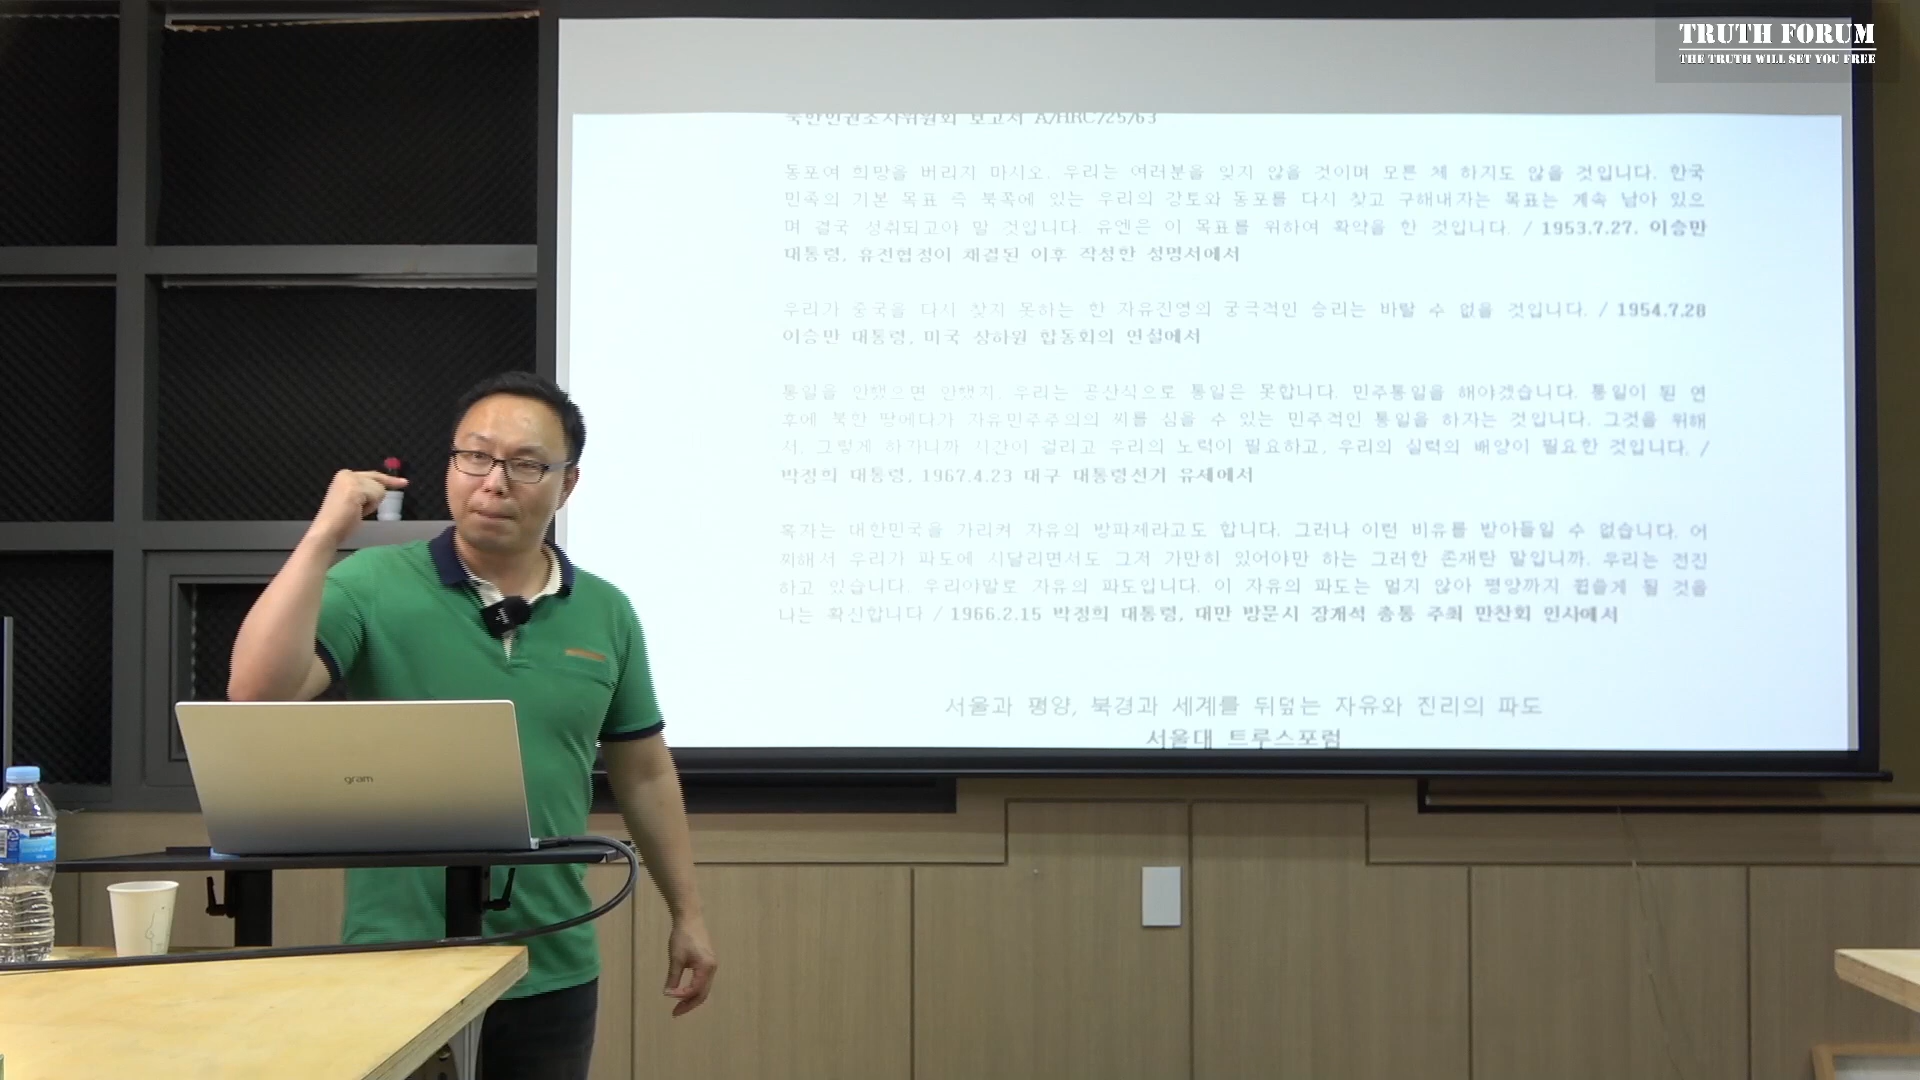 TRUTH FORUM
THE TRUTH WILL SET YOU FREE
북한인권조사위원회 보고서 A/HRC/25/63
동포여 희망을 버리지 마시오. 우리는 여러분을 잊지 않을 것이며 모른 체 하지도 않을 것입니다. 한국
민족의 기본 목표 즉 북쪽에 있는 우리의 강토와 동포를 다시 찾고 구해내자는 목표는 계속 남아 있으
며 결국 성취되고야 말 것입니다. 유엔은 이 목표를 위하여 확약을 한 것입니다. / 1953.7.27. 이승만
대통령, 휴전협정이 체결된 이후 작성한 성명서에서
우리가 중국을 다시 찾지 못하는 한 자유진영의 궁극적인 승리는 바랄 수 없을 것입니다. / 1954.7.28
이승만 대통령, 미국 상하원 합동회의 연설에서
통일을 안했으면 안했지, 우리는 공산식으로 통일은 못합니다. 민주통일을 해야겠습니다. 통일이 된 연
후에 북한 땅에다가 자유민주주의의 씨를 심을 수 있는 민주적인 통일을 하자는 것입니다. 그것을 위해
서, 그렇게 하자니까 시간이 걸리고 우리의 노력이 필요하고, 우리의 실력의 배양이 필요한 것입니다. /
박정희 대통령, 1967.4.23 대구 대통령선거 유세에서
혹자는 대한민국을 가리켜 자유의 방파제라고도 합니다. 그러나 이런 비유를 받아들일 수 없습니다. 어
찌해서 우리가 파도에 시달리면서도 그저 가만히 있어야만 하는 그러한 존재란 말입니까. 우리는 전진
하고 있습니다. 우리야말로 자유의 파도입니다. 이 자유의 파도는 멀지 않아 평양까지 휩쓸게 될 것을
나는 확신합니다 / 1966.2.15 박정희 대통령, 대만 방문시 장개석 총통 주최 만찬회 인사에서
서울과 평양, 북경과 세계를 뒤덮는 자유와 진리의 파도
서울대 트루스포럼
gram